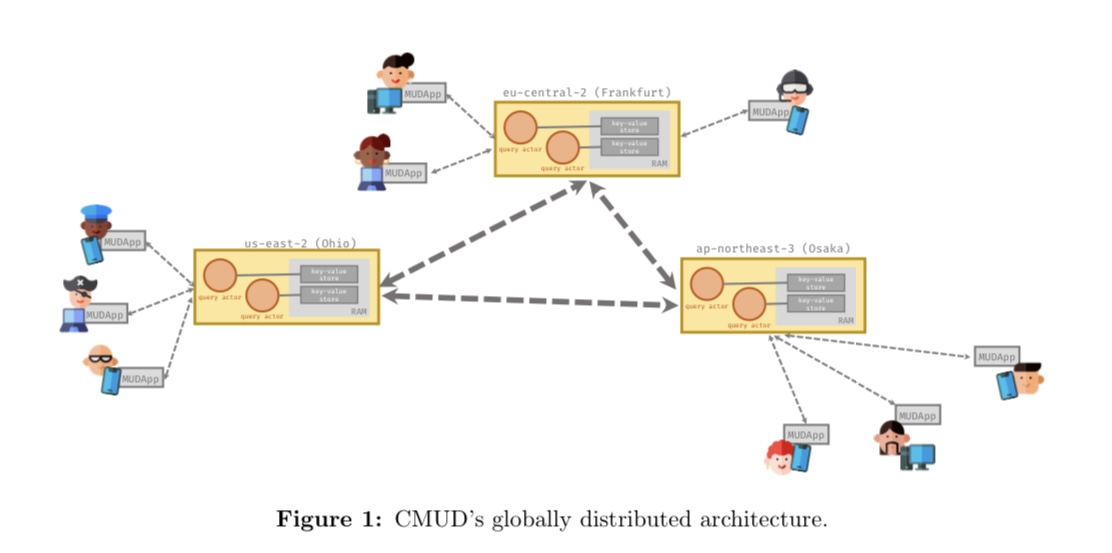 MUDApp
MUDApp
eu-central-2 (Frankfurt)
query actor
query actor
key-value
store
key-value
store
RAM
MUDApp
MUDApp
MUDApp
MUDApp
us-east-2 (Ohio)
query actor
query actor
key-value
store
key-value
store
RAM
ap-northeast-3 (Osaka)
query actor
query actor
key-value
store
key-value
store
RAM
MUDApp
MUDApp
MUDApp
Figure 1: CMUD's globally distributed architecture.